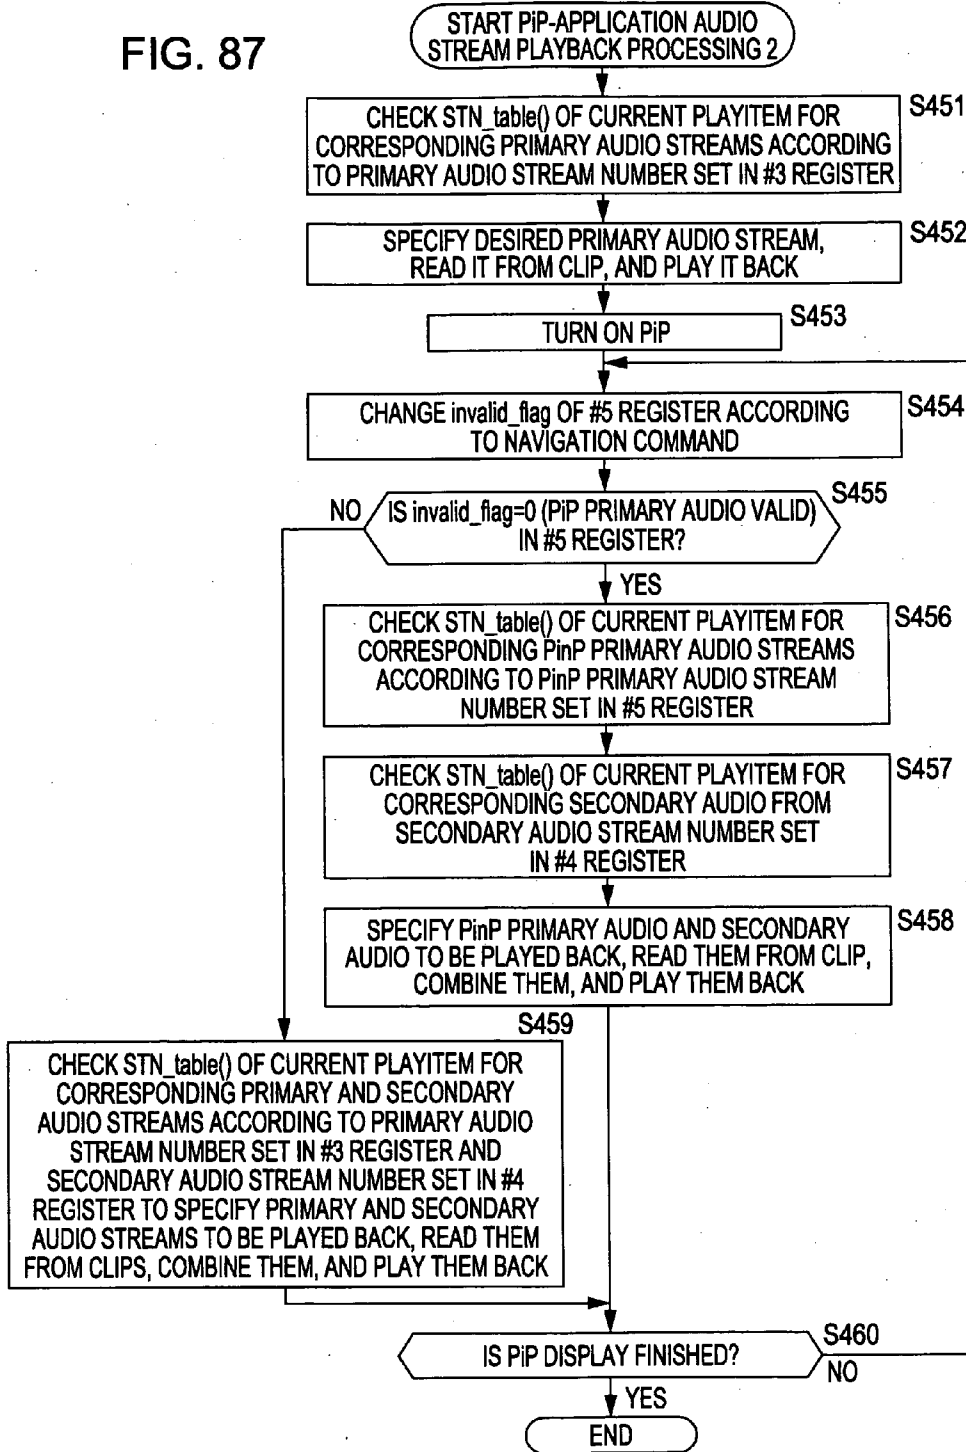 FIG. 87
START PiP-APPLICATION AUDIO
STREAM PLAYBACK PROCESSING 2
S451
CHECK STN_table() OF CURRENT PLAYITEM FOR
CORRESPONDING PRIMARY AUDIO STREAMS ACCORDING
TO PRIMARY AUDIO STREAM NUMBER SET IN #3 REGISTER
S452
SPECIFY DESIRED PRIMARY AUDIO STREAM,
READ IT FROM CLIP, AND PLAY IT BACK
S453
TURN ON PiP
S454
CHANGE invalid_flag OF #5 REGISTER ACCORDING
TO NAVIGATION COMMAND
S455
NO
IS invalid_flag=0 (PiP PRIMARY AUDIO VALID)
IN #5 REGISTER?
YES
S456
CHECK STN_table() OF CURRENT PLAYITEM FOR
CORRESPONDING PinP PRIMARY AUDIO STREAMS
ACCORDING TO PinP PRIMARY AUDIO STREAM
NUMBER SET IN #5 REGISTER
S457
CHECK STN_table() OF CURRENT PLAYITEM FOR
CORRESPONDING SECONDARY AUDIO FROM
SECONDARY AUDIO STREAM NUMBER SET
IN #4 REGISTER
S458
SPECIFY PinP PRIMARY AUDIO AND SECONDARY
AUDIO TO BE PLAYED BACK, READ THEM FROM CLIP,
COMBINE THEM, AND PLAY THEM BACK
S459
CHECK STN_table() OF CURRENT PLAYITEM FOR
CORRESPONDING PRIMARY AND SECONDARY
AUDIO STREAMS ACCORDING TO PRIMARY AUDIO
STREAM NUMBER SET IN #3 REGISTER AND
SECONDARY AUDIO STREAM NUMBER SET IN #4
REGISTER TO SPECIFY PRIMARY AND SECONDARY
AUDIO STREAMS TO BE PLAYED BACK, READ THEM
FROM CLIPS, COMBINE THEM, AND PLAY THEM BACK
S460
IS PiP DISPLAY FINISHED?
NO
YES
END